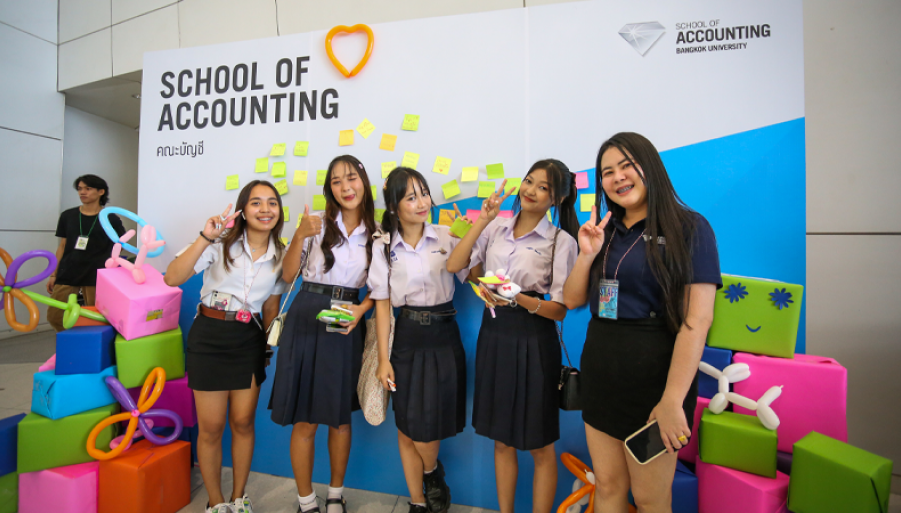 SCHOOL OF
ACCOUNTING
คณะบัญชี
SCHOOL OF
ACCOUNTING
BANGKOK UNIVERSITY